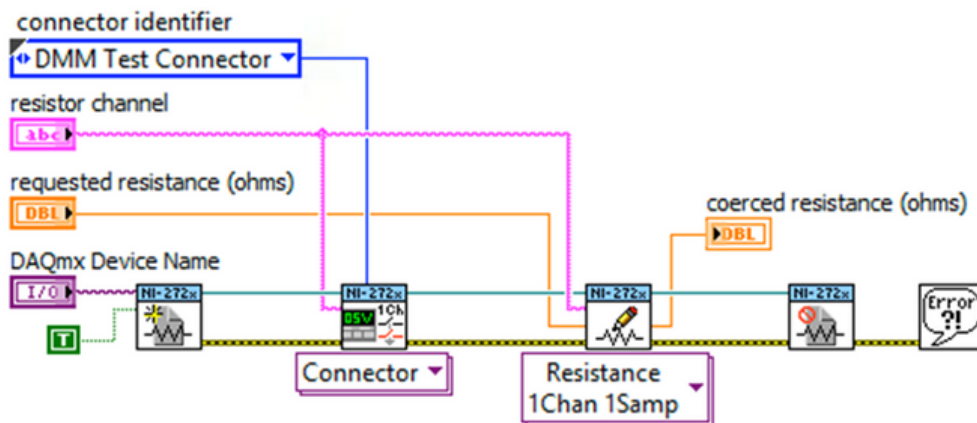 connector identifier
DMM Test Connector
resistor channel
abc
requested resistance (ohms)
DBL
coerced resistance (ohms)
DBL
DAQmx Device Name
I/O
NI-272x
NI-272x
NI-272x
NI-272x
T
05V
1Ch
Error
?!
Connector
Resistance
1Chan 1Samp